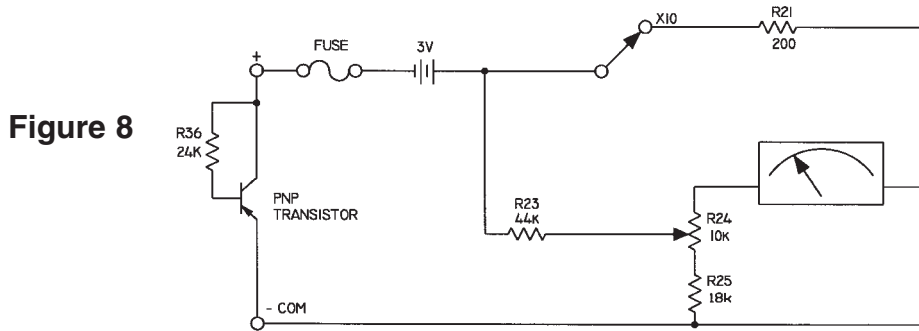 Figure 8
+
FUSE
3V
X10
R21
200
R36
24K
PNP
TRANSISTOR
R23
44K
R24
10K
R25
18k
- COM